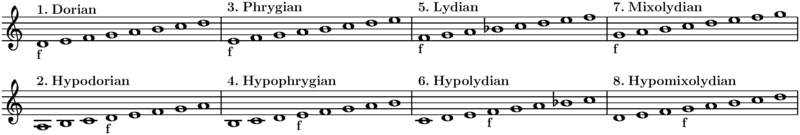 1. Dorian 3. Phrygian 5. Lydian 7. Mixolydian
f f f f
2. Hypodorian 4. Hypophrygian 6. Hypolydian 8. Hypomixolydian
f f f f